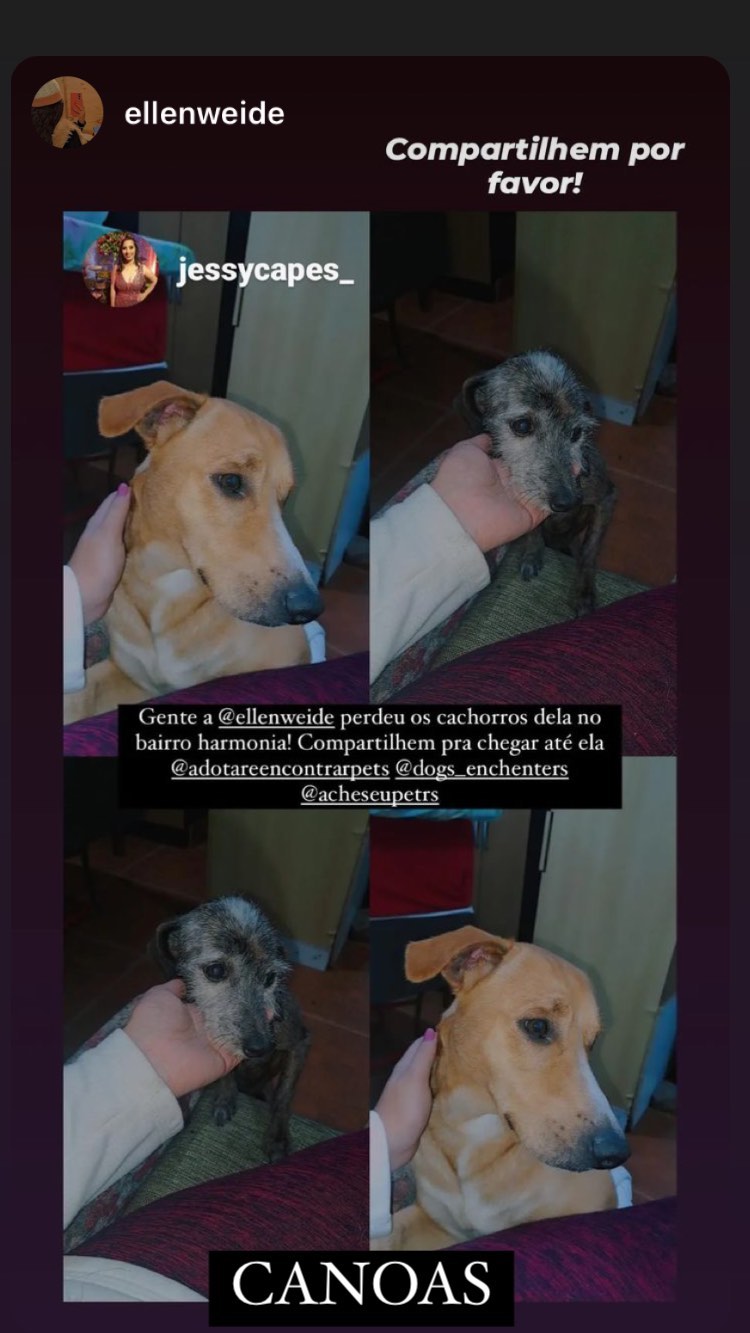 ellenweide
Compartilhem por
favor!
jessycapes_
Gente a @ellenweide perdeu os cachorros dela no
bairro harmonia! Compartilhem pra chegar até ela
@adotareencontrarpets @dogs_enchenters
@acheseupetrs
CANOAS